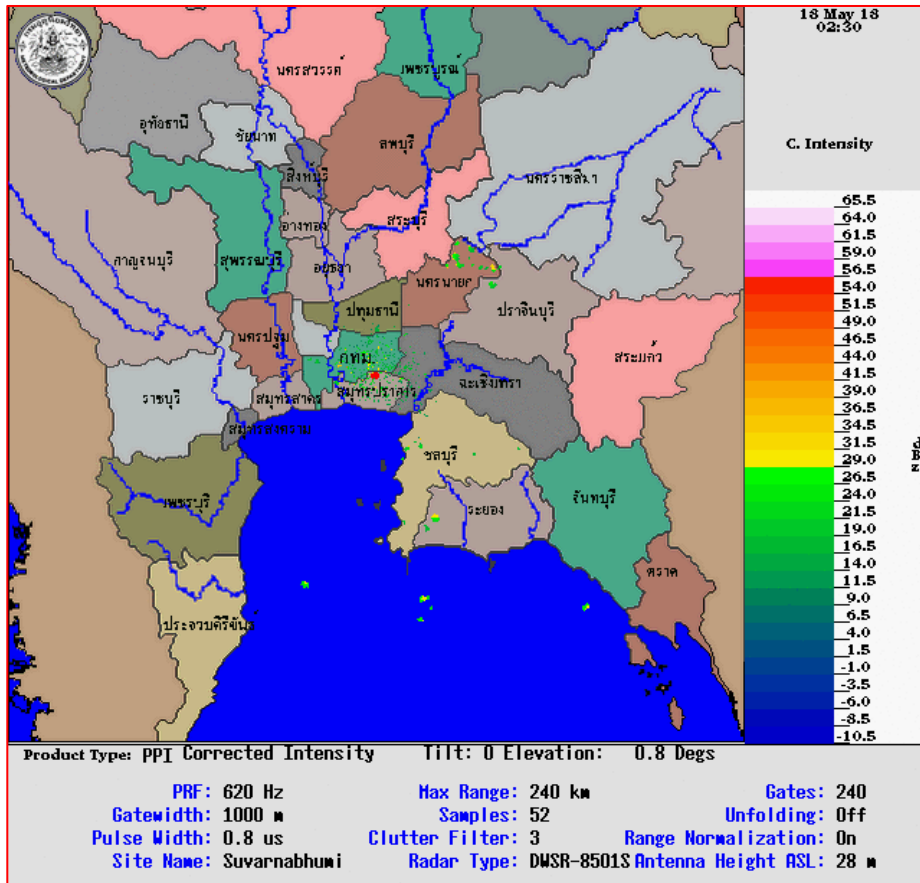 18 May 18
02:30
C. Intensity
65.5
64.0
61.5
59.0
56.5
54.0
51.5
49.0
46.5
44.0
41.5
39.0
36.5
34.5
31.5
29.0
26.5
24.0
21.5
19.0
16.5
14.0
11.5
9.0
6.5
4.0
1.5
-1.0
-3.5
-6.0
-8.5
-10.5
นครสวรรค์
เพชรบูรณ์
อุทัยธานี
ชัยนาท
ลพบุรี
สิงห์บุรี
นครราชสีมา
อ่างทอง
สระบุรี
กาญจนบุรี
สุพรรณบุรี
อยุธยา
นครนายก
ปราจีนบุรี
ปทุมธานี
นครปฐม
กทม.
สระแก้ว
ฉะเชิงเทรา
ราชบุรี
สมุทรสาคร
สมุทรปราการ
สมุทรสงคราม
ชลบุรี
เพชรบุรี
ระยอง
จันทบุรี
ตราด
ประจวบคีรีขันธ์
Product Type: PPI Corrected Intensity Tilt: 0 Elevation: 0.8 Degs
PRF: 620 Hz Max Range: 240 km Gates: 240
Gatewidth: 1000 m Samples: 52 Unfolding: Off
Pulse Width: 0.8 us Clutter Filter: 3 Range Normalization: On
Site Name: Suvarnabhumi Radar Type: DWSR-8501S Antenna Height ASL: 28 m